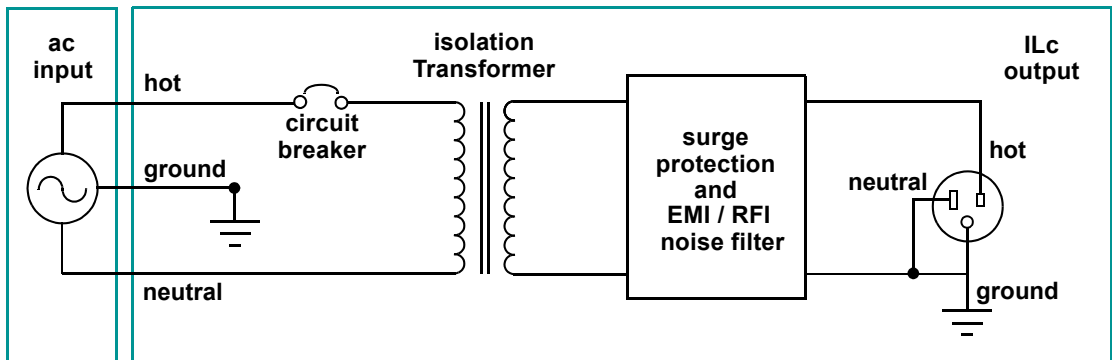 ac
input
hot
ground
neutral
circuit
breaker
isolation
Transformer
surge
protection
and
EMI / RFI
noise filter
ILc
output
hot
neutral
ground